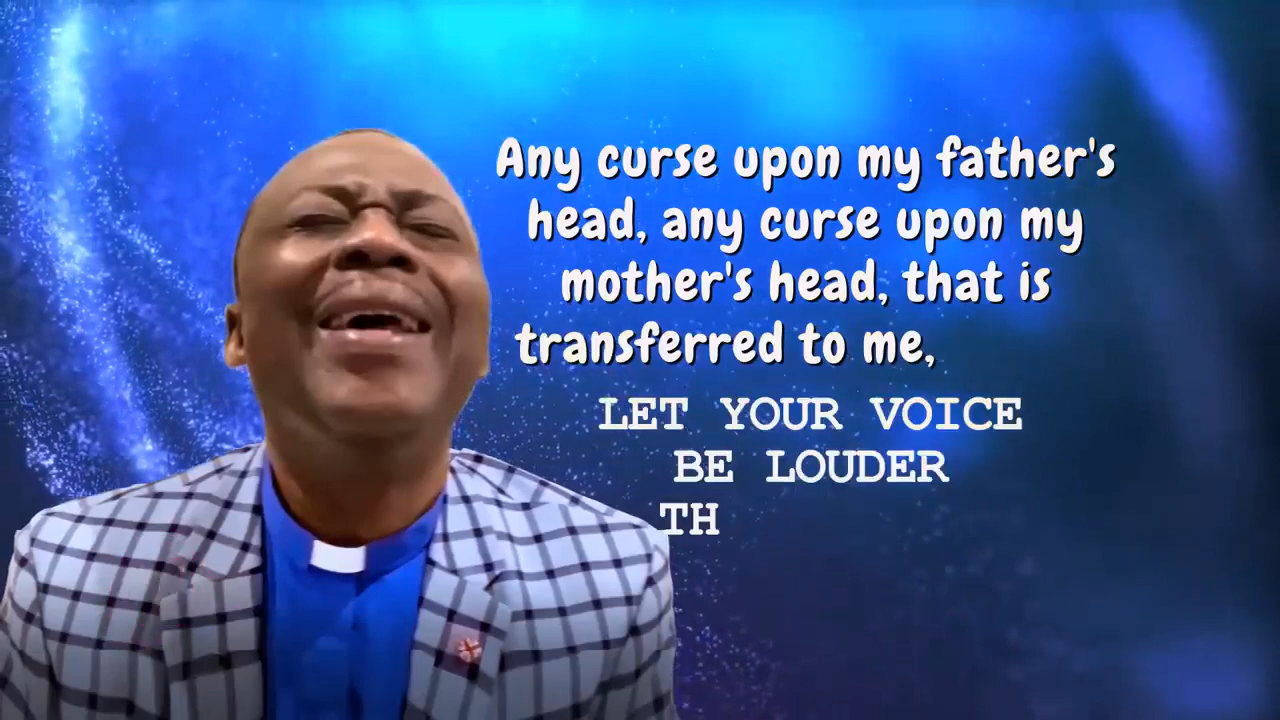 Any curse upon my father's
head, any curse upon my
mother's head, that is
transferred to me,
LET YOUR VOICE
BE LOUDER
TH